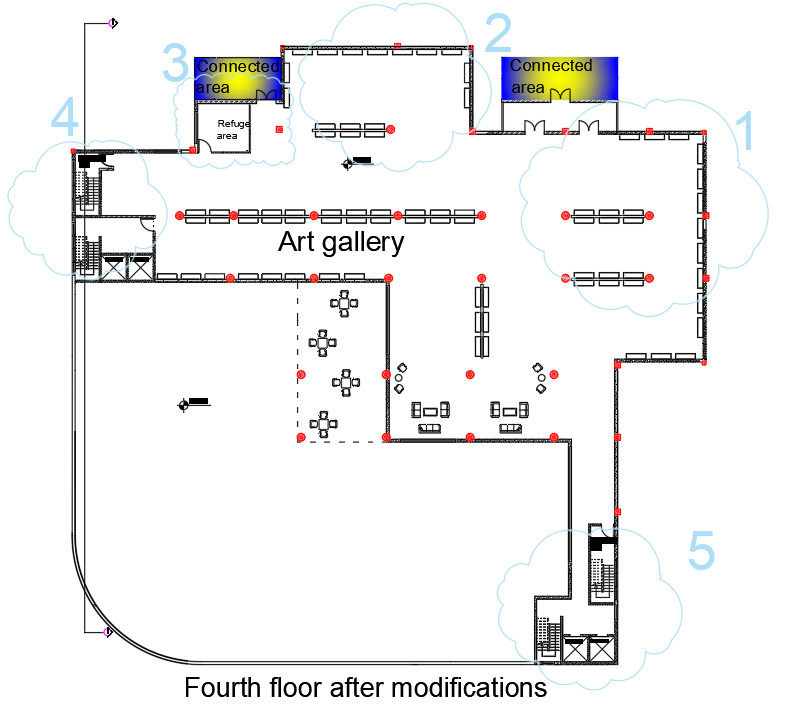 1
2
3
Connected
area
Connected
area
4
Refuge
area
Art gallery
5
Fourth floor after modifications